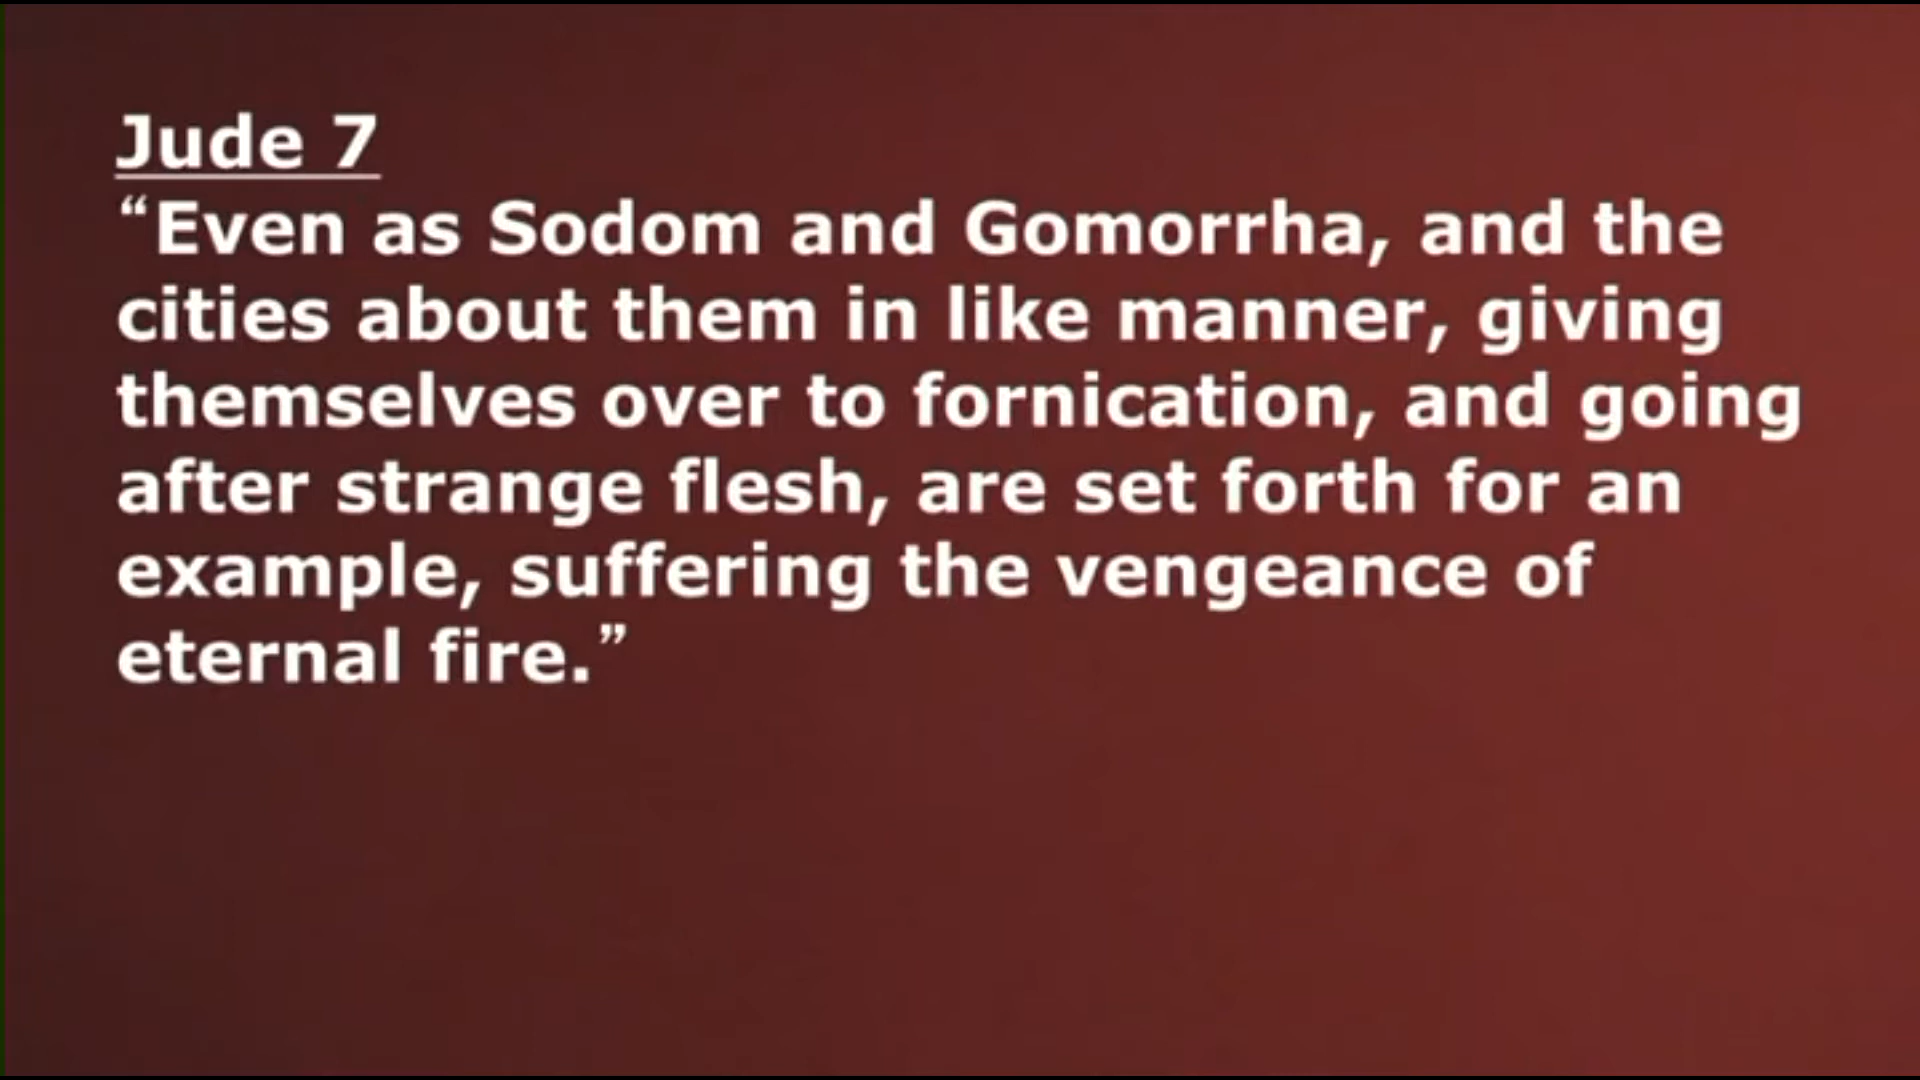 Jude 7
“Even as Sodom and Gomorrha, and the
cities about them in like manner, giving
themselves over to fornication, and going
after strange flesh, are set forth for an
example, suffering the vengeance of
eternal fire.”